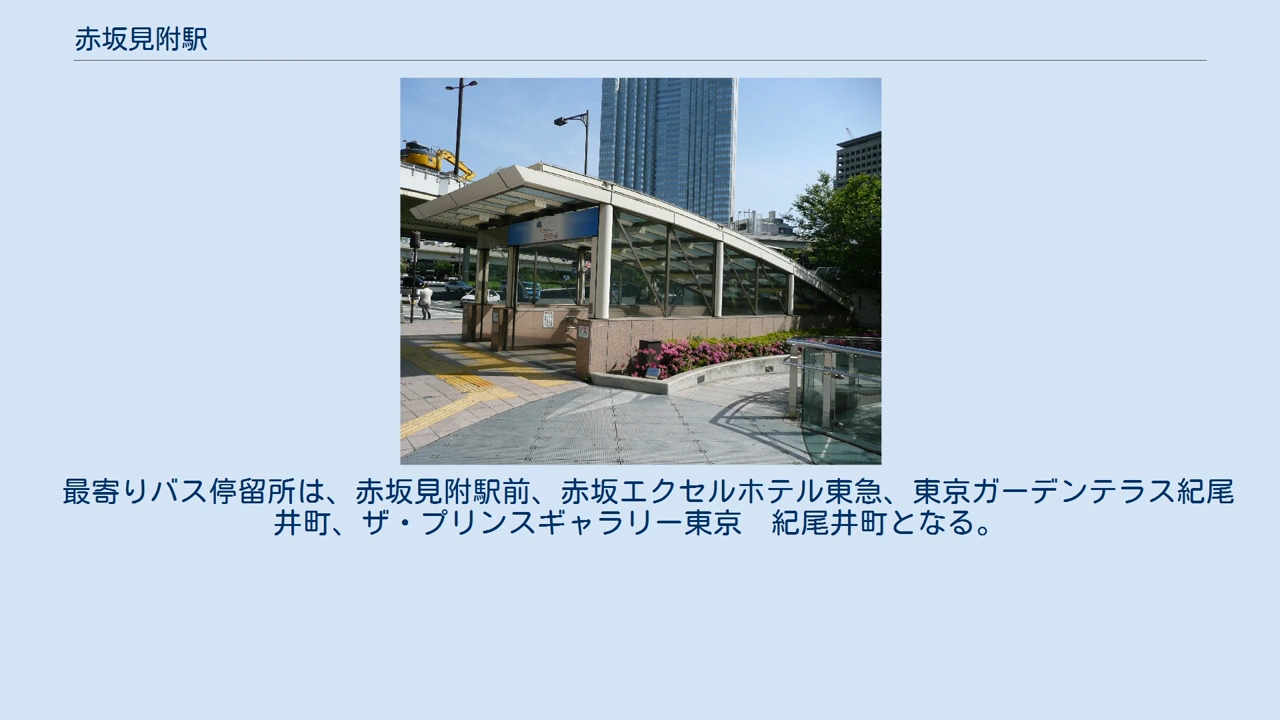 赤坂見附駅
最寄りバス停留所は、赤坂見附駅前、赤坂エクセルホテル東急、東京ガーデンテラス紀尾
井町、ザ・プリンスギャラリー東京　紀尾井町となる。